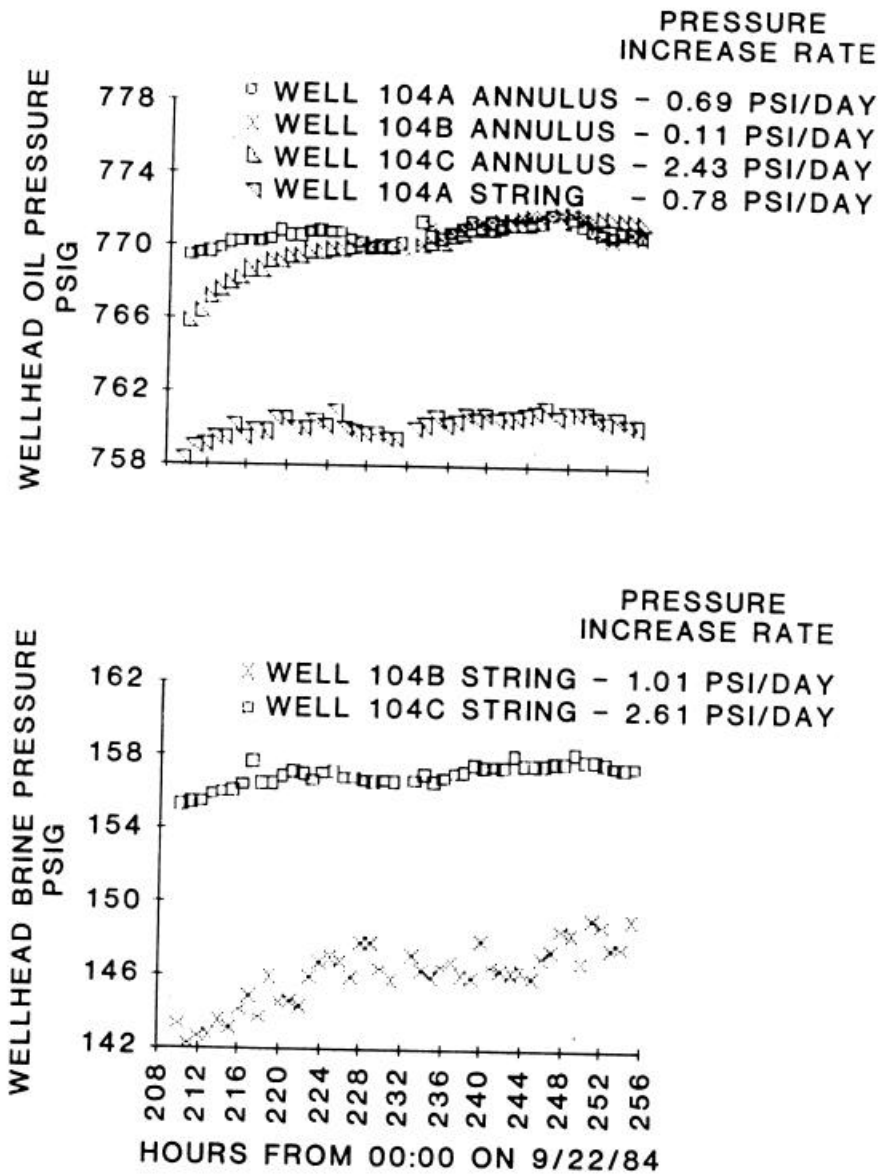 PRESSURE
INCREASE RATE
WELL 104A ANNULUS - 0.69 PSI/DAY
WELL 104B ANNULUS - 0.11 PSI/DAY
WELL 104C ANNULUS - 2.43 PSI/DAY
WELL 104A STRING - 0.78 PSI/DAY
WELLHEAD OIL PRESSURE
PSIG
778
774
770
766
762
758
PRESSURE
INCREASE RATE
WELL 104B STRING - 1.01 PSI/DAY
WELL 104C STRING - 2.61 PSI/DAY
WELLHEAD BRINE PRESSURE
PSIG
162
158
154
150
146
142
208 212 216 220 224 228 232 236 240 244 248 252 256
HOURS FROM 00:00 ON 9/22/84